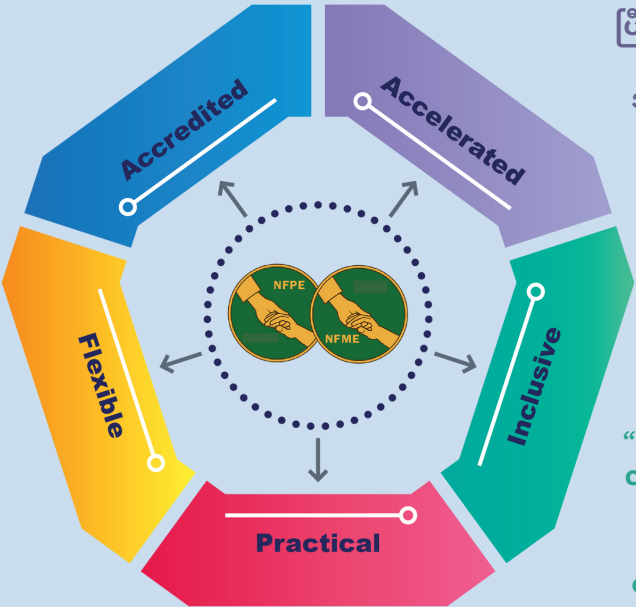 Accredited
Accelerated
NFPE
NFME
Flexible
Inclusive
Practical